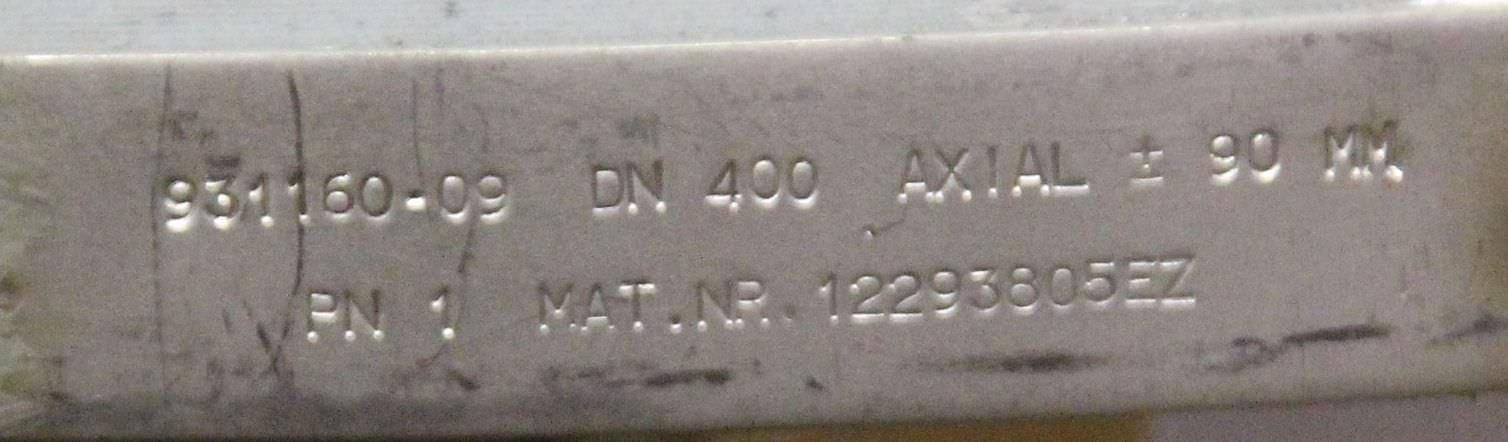 931160-09 DN 400 AXIAL ± 90 MM.
PN 1 MAT.NR.12293805EZ